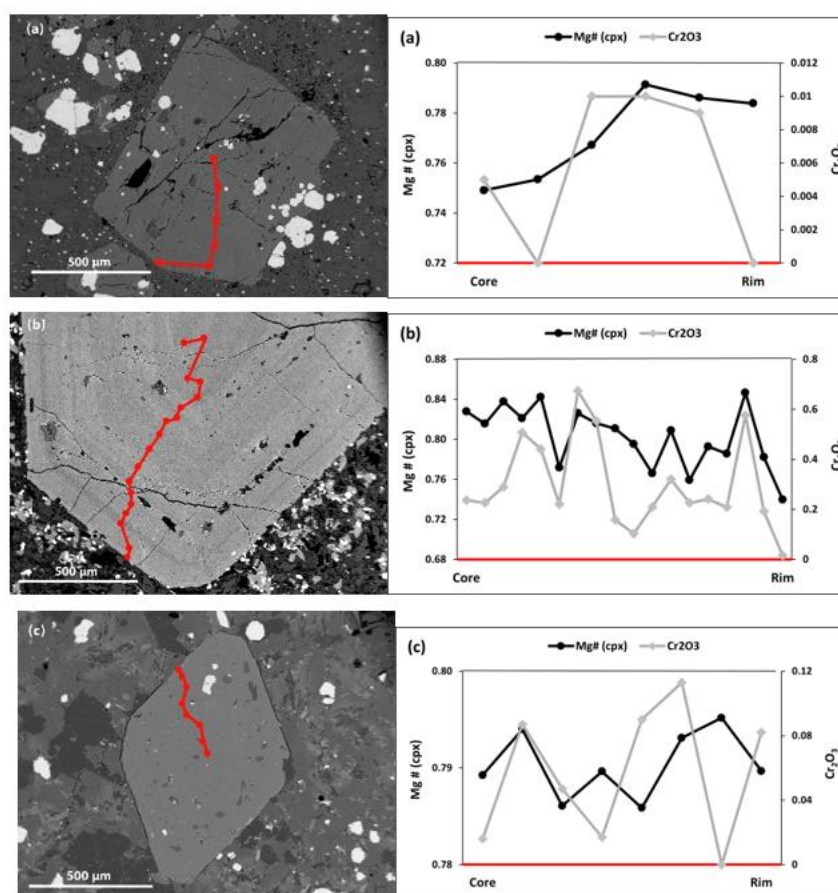 (a)
500 µm
(a)
Mg# (cpx) Cr2O3
0.80
0.78
0.76
0.74
0.72
Mg # (cpx)
0.012
0.01
0.008
0.006
0.004
0.002
0
Core Rim
(b)
500 µm
(b)
Mg# (cpx) Cr2O3
0.88
0.84
0.80
0.76
0.72
0.68
Mg # (cpx)
0.8
0.6
0.4
0.2
0
Core Rim
(c)
500 µm
(c)
Mg# (cpx) Cr2O3
0.80
0.79
0.78
Mg # (cpx)
0.12
0.08
0.04
0
Cr₂O₃
Core Rim